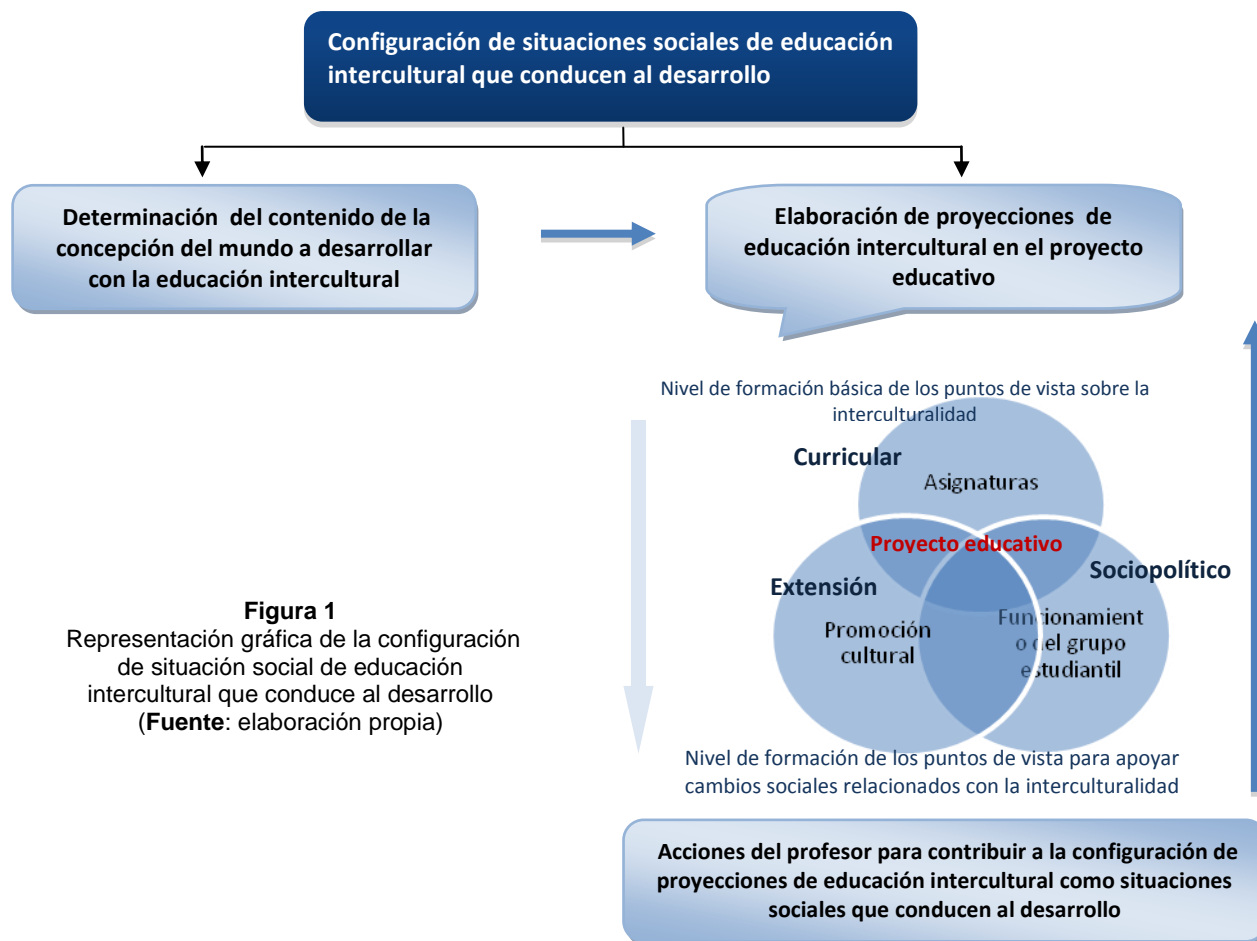 Configuración de situaciones sociales de educación
intercultural que conducen al desarrollo
Determinación del contenido de la
concepción del mundo a desarrollar
con la educación intercultural
Elaboración de proyecciones de
educación intercultural en el proyecto
educativo
Nivel de formación básica de los puntos de vista sobre la
interculturalidad
Curricular
Asignaturas
Proyecto educativo
Sociopolítico
Extensión
Funcionamient
o del grupo
estudiantil
Promoción
cultural
Figura 1
Representación gráfica de la configuración
de situación social de educación
intercultural que conduce al desarrollo
(Fuente: elaboración propia)
Nivel de formación de los puntos de vista para apoyar
cambios sociales relacionados con la interculturalidad
Acciones del profesor para contribuir a la configuración de
proyecciones de educación intercultural como situaciones
sociales que conducen al desarrollo